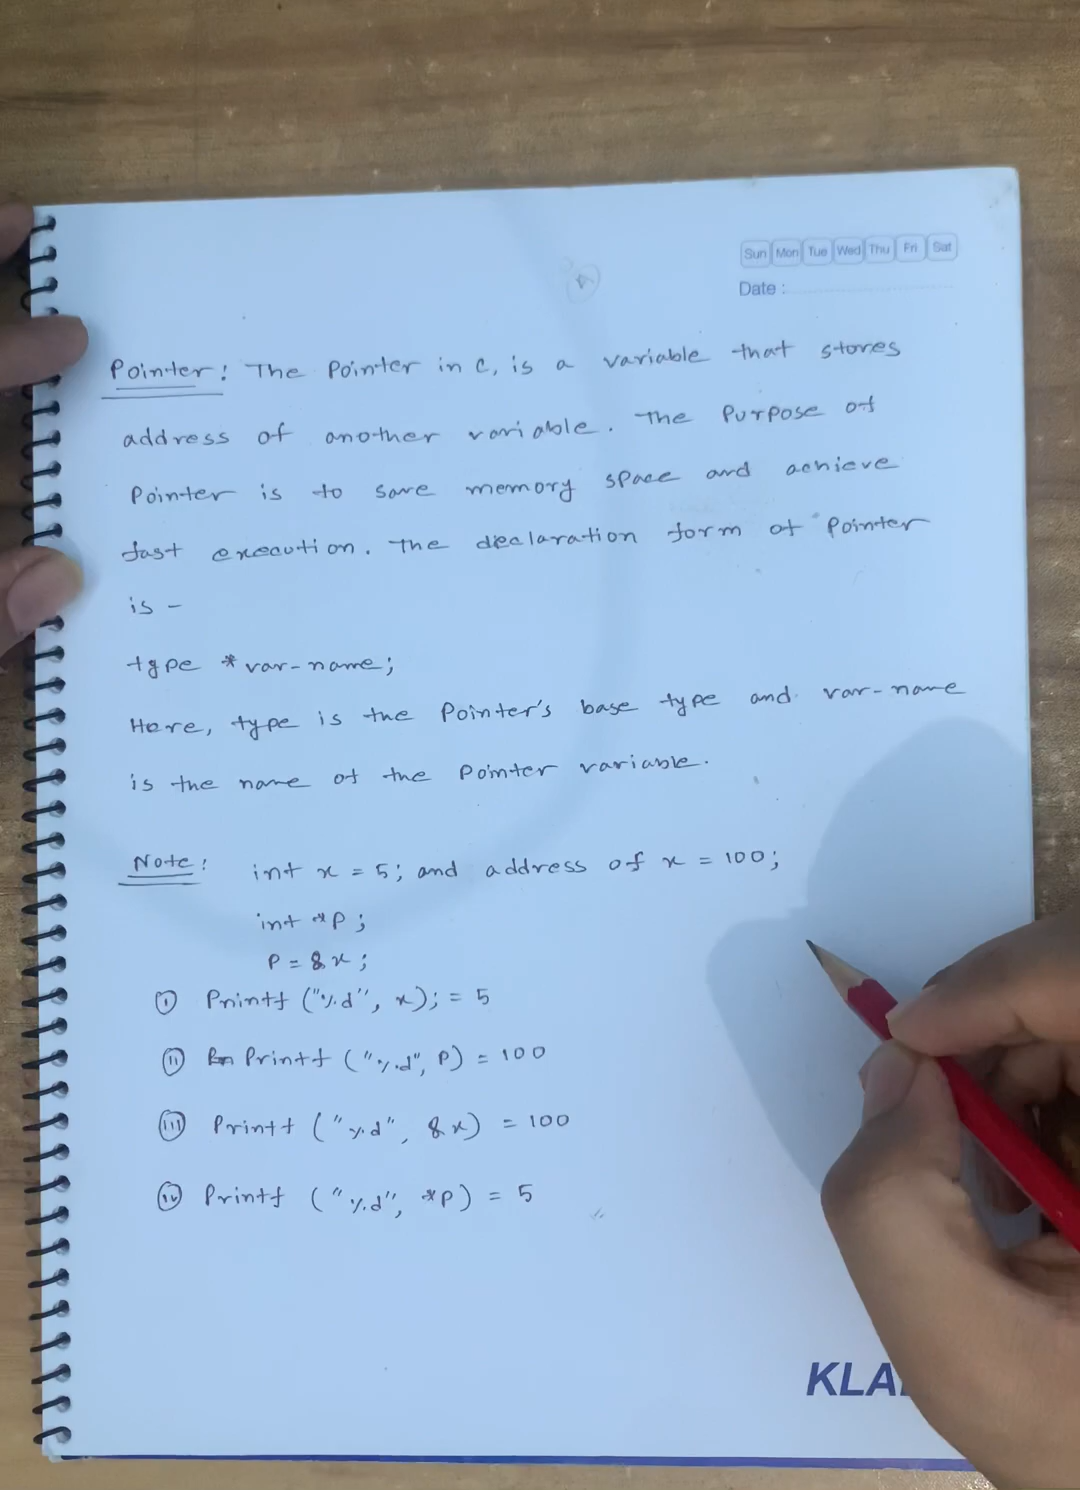 Sun Mon Tue Wed Thu Fri Sat
Date :
Pointer: The Pointer in C, is a variable that stores
address of another variable. The Purpose of
Pointer is to save memory space and achieve
fast execution. The declaration form of Pointer
is -
type *var-name;
Here, type is the Pointer's base type and var-name
is the name of the Pointer variable.
Note: int x = 5; and address of x = 100;
int *P;
P = &x;
(i) Printf ("%d", x); = 5
(ii) Printf ("%d", P) = 100
(iii) Printf ("%d", &x) = 100
(iv) Printf ("%d", *P) = 5